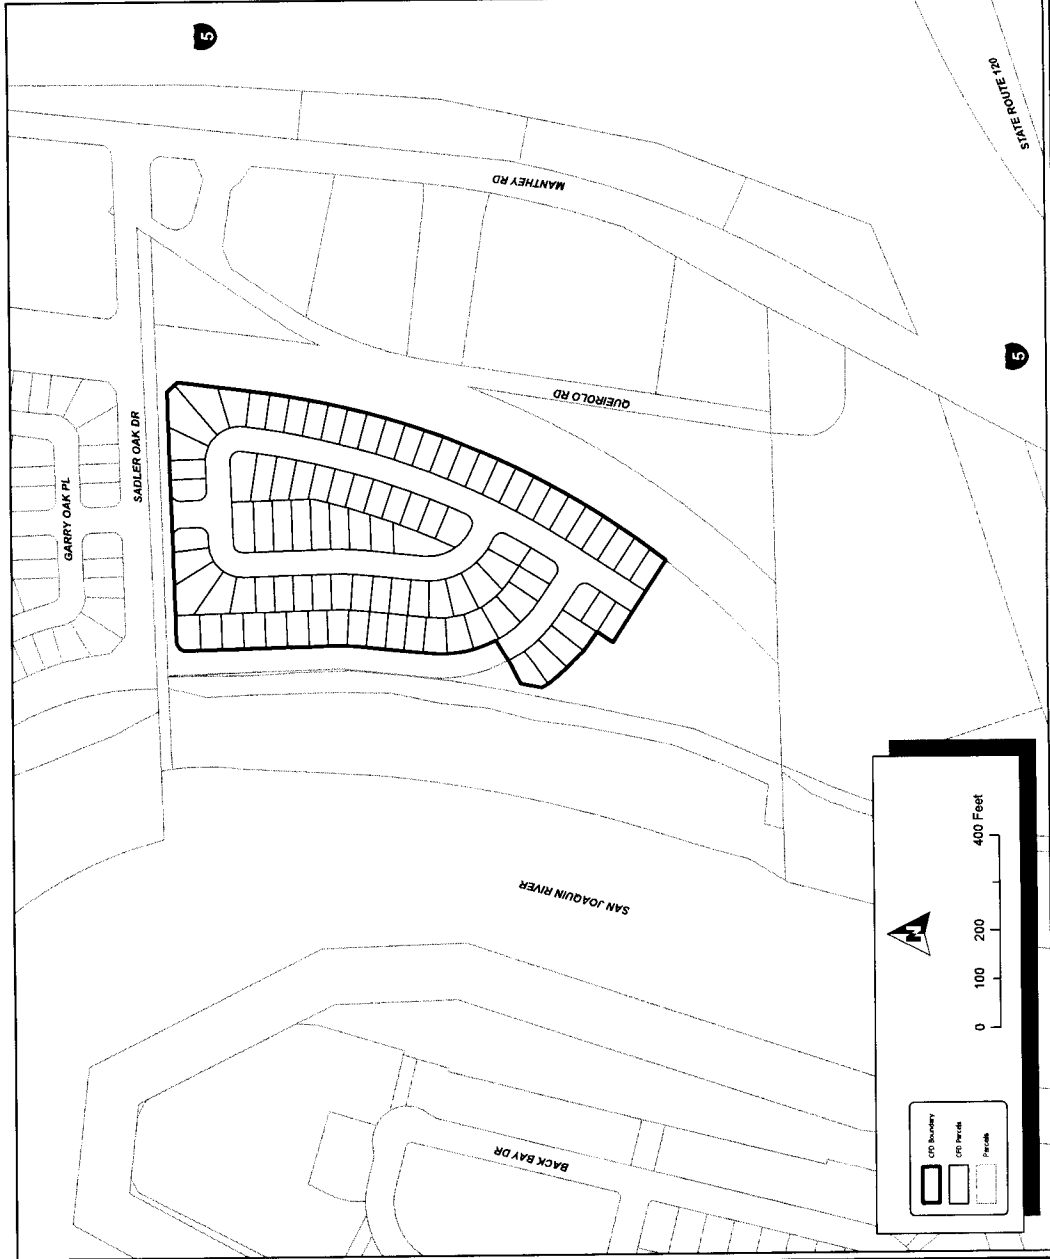 5
STATE ROUTE 120
MANTHEY RD
QUEIROLO RD
SADLER OAK DR
GARRY OAK PL
5
SAN JOAQUIN RIVER
BACK BAY DR
N
0 100 200 400 Feet
CFD Boundary
CFD Parcels
Parcels